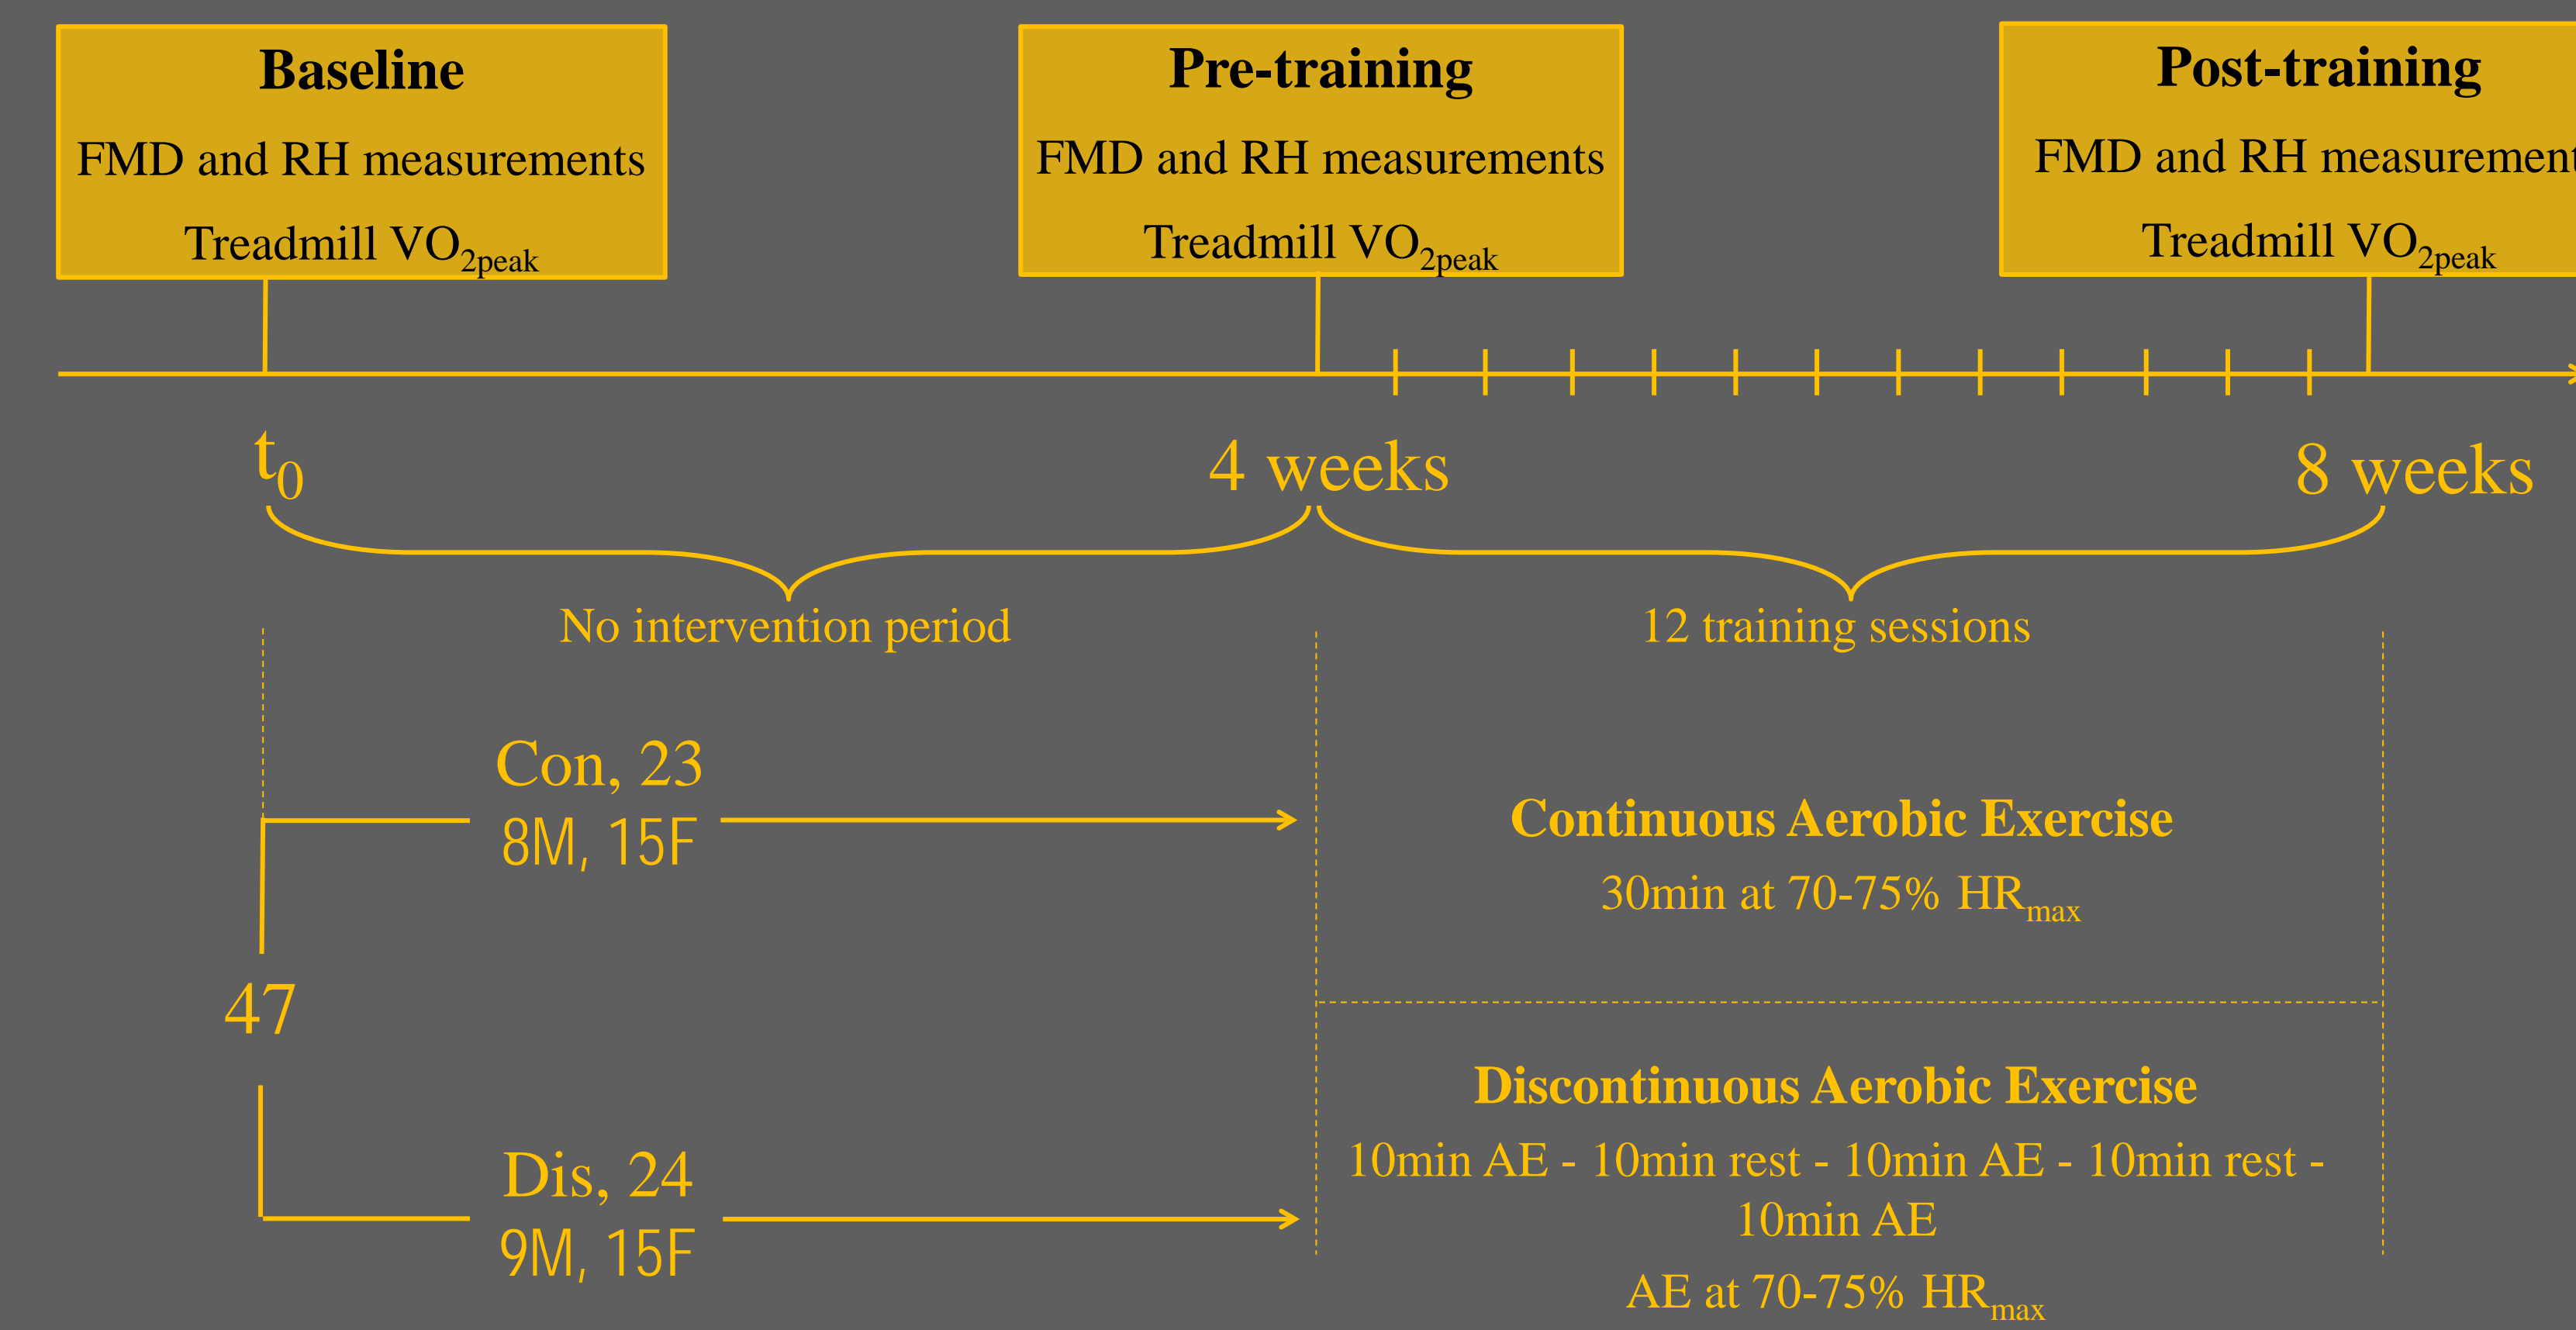 Baseline
FMD and RH measurements
Treadmill VO2peak
Pre-training
FMD and RH measurements
Treadmill VO2peak
Post-training
FMD and RH measurement
Treadmill VO2peak
t0
4 weeks
8 weeks
No intervention period
12 training sessions
Con, 23
8M, 15F
47
Dis, 24
9M, 15F
Continuous Aerobic Exercise
30min at 70-75% HRmax
Discontinuous Aerobic Exercise
10min AE - 10min rest - 10min AE - 10min rest -
10min AE
AE at 70-75% HRmax